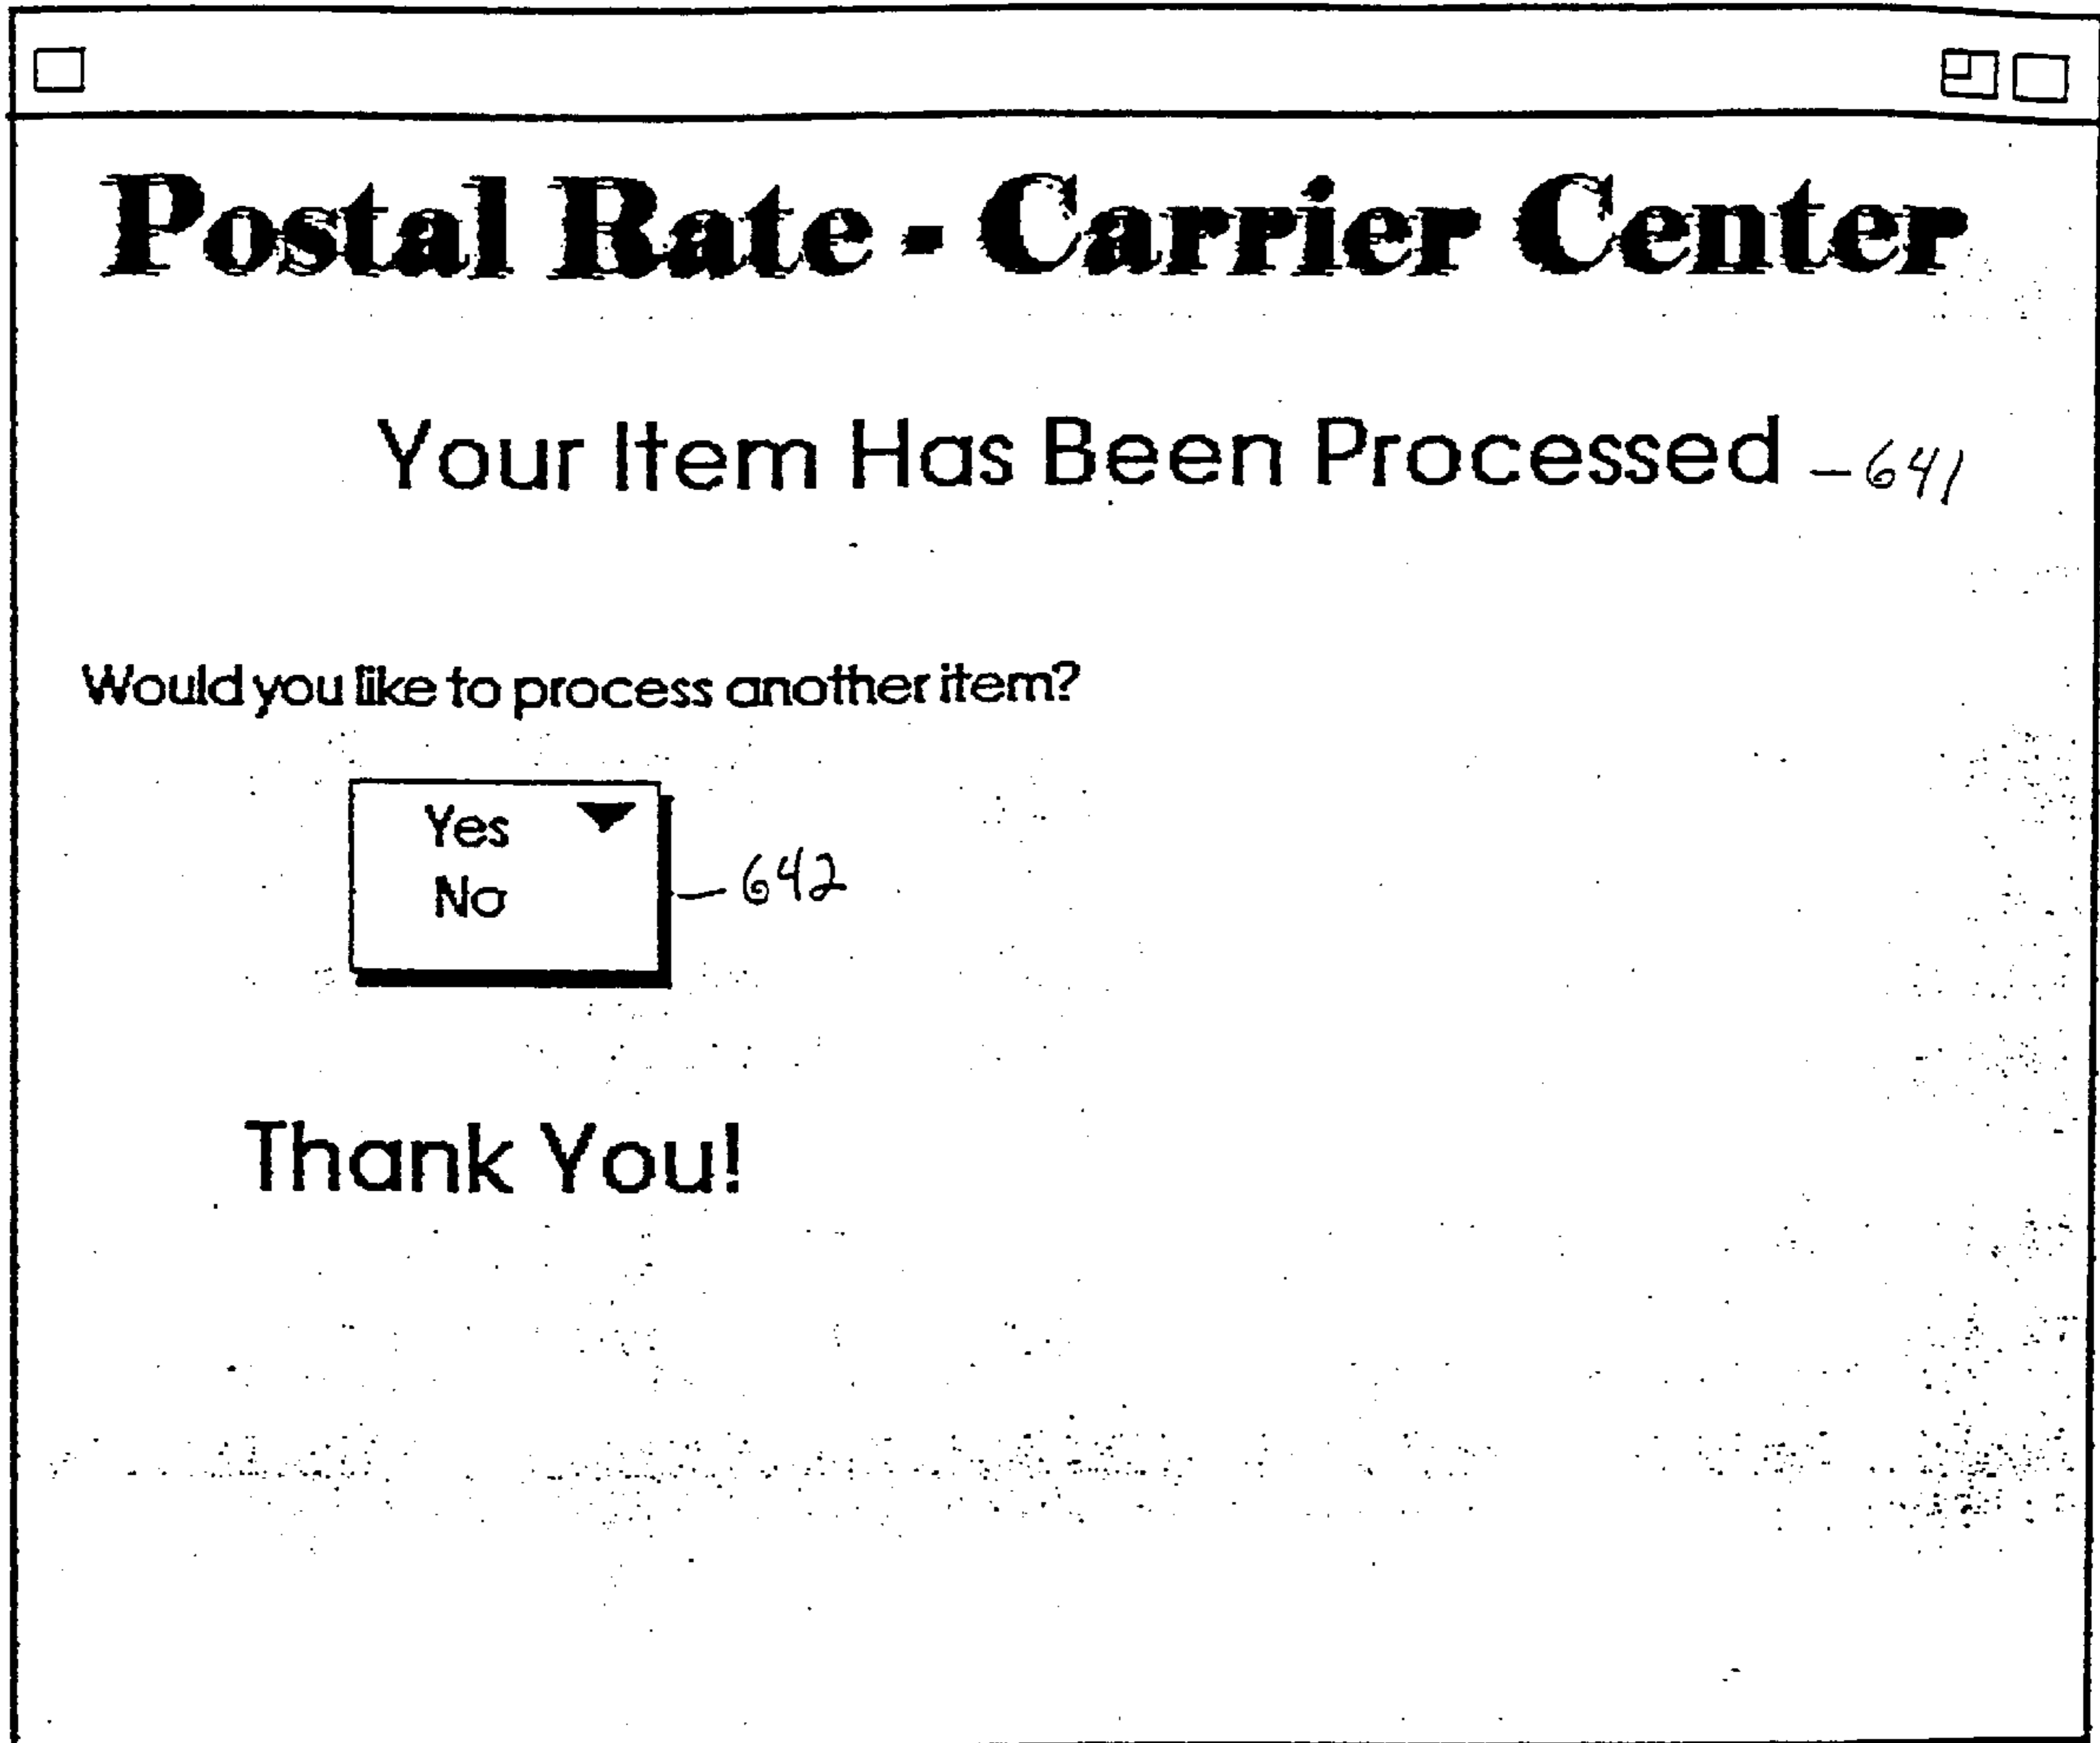 Postal Rate - Carrier Center
Your Item Has Been Processed - 641
Would you like to process another item?
Yes
No
642
Thank You!